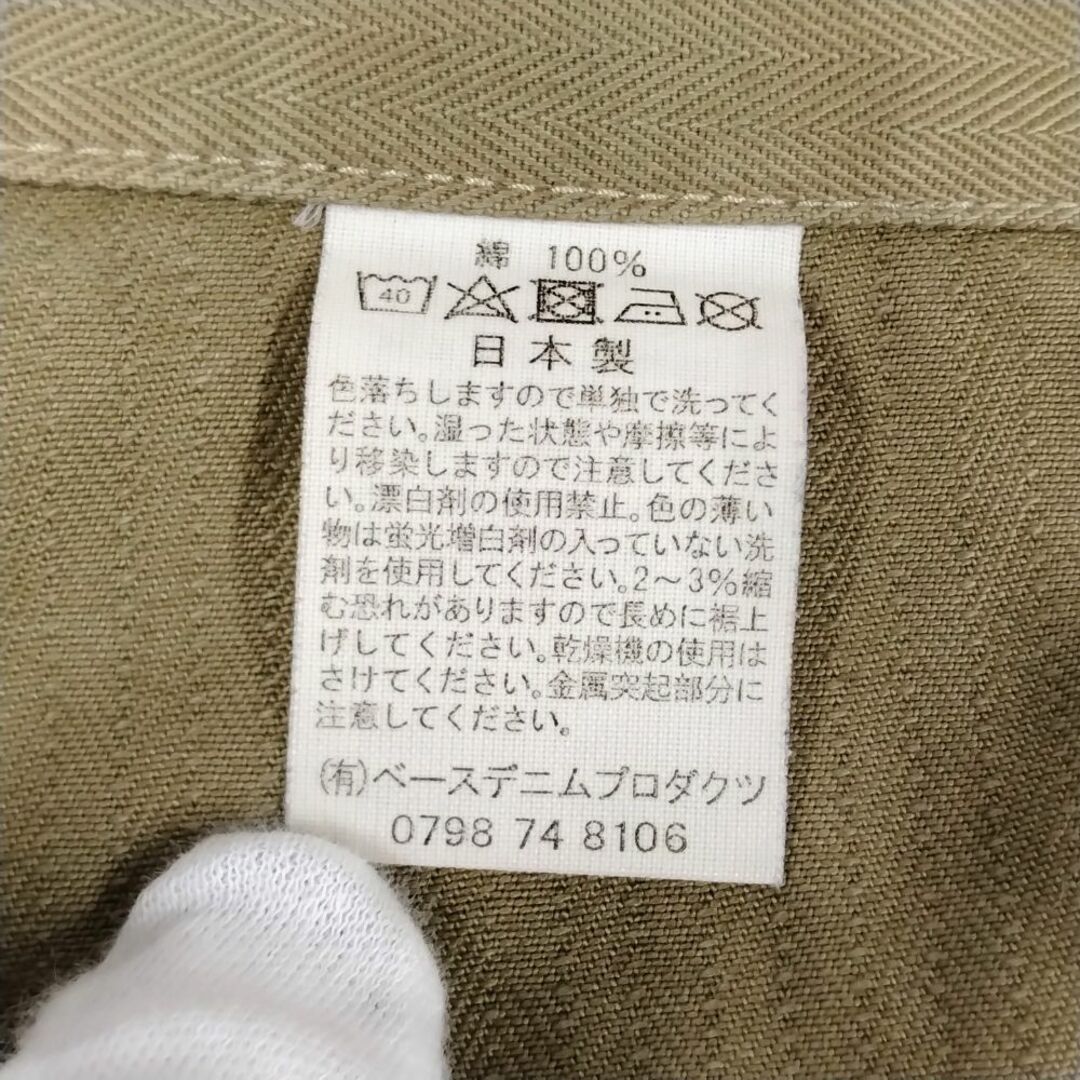 綿 100%
40
日本製
色落ちしますので単独で洗ってく
ださい。湿った状態や摩擦等によ
り移染しますので注意してくださ
い。漂白剤の使用禁止。色の薄い
物は蛍光増白剤の入っていない洗
剤を使用してください。2～3%縮
む恐れがありますので長めに裾上
げしてください。乾燥機の使用は
さけてください。金属突起部分に
注意してください。
(有)ベースデニムプロダクツ
0798 74 8106